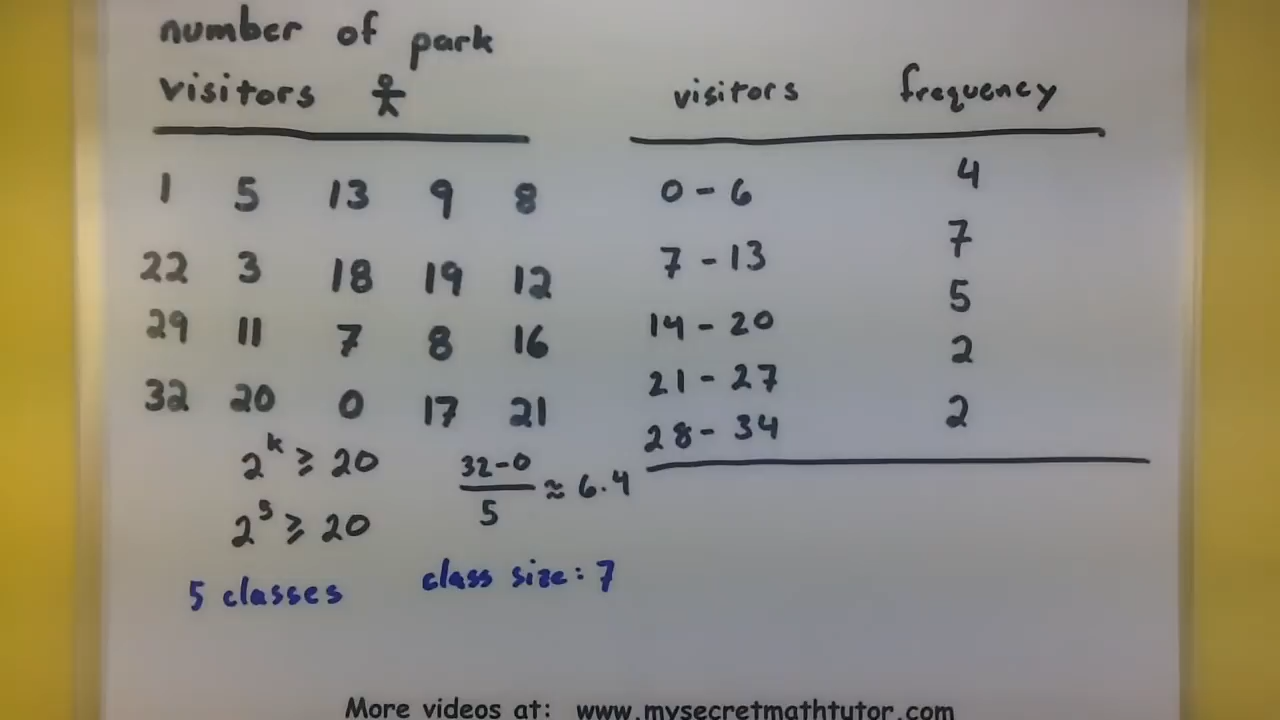 number of park
visitors
1 5 13 9 8
22 3 18 19 12
29 11 7 8 16
32 20 0 17 21
2^k ≥ 20
2^5 ≥ 20
5 classes
32-0
5
≈ 6.4
class size: 7
visitors frequency
0 - 6 4
7 - 13 7
14 - 20 5
21 - 27 2
28 - 34 2
More videos at: www.mysecretmathtutor.com